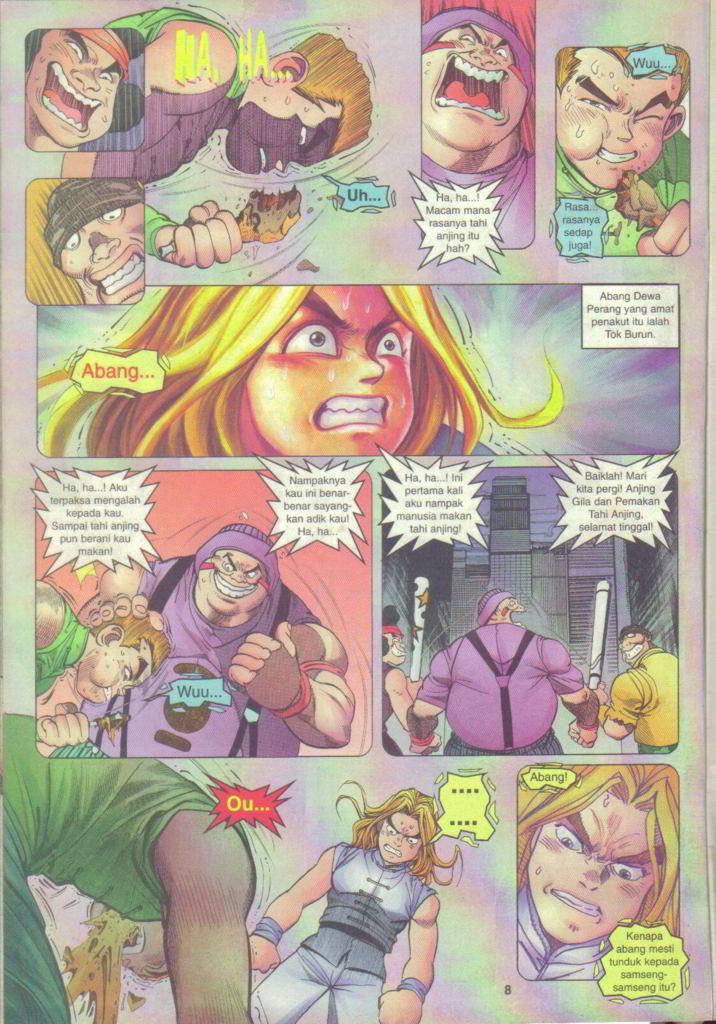 HA, HA...
Uh...
Ha, ha...!
Macam mana
rasanya tahi
anjing itu
hah?
Wuu...
Rasa...
rasanya
sedap
juga!
Abang Dewa
Perang yang amat
penakut itu ialah
Tok Burun.
Abang...
Ha, ha...! Aku
terpaksa mengalah
kepada kau.
Sampai tahi anjing
pun berani kau
makan!
Nampaknya
kau ini benar-
benar sayang-
kan adik kau!
Ha, ha...
Wuu...
Ha, ha...! Ini
pertama kali
aku nampak
manusia makan
tahi anjing!
Baiklah! Mari
kita pergi! Anjing
Gila dan Pemakan
Tahi Anjing,
selamat tinggal!
Ou...
....
....
Abang!
Kenapa
abang mesti
tunduk kepada
samseng-
samseng itu?
8